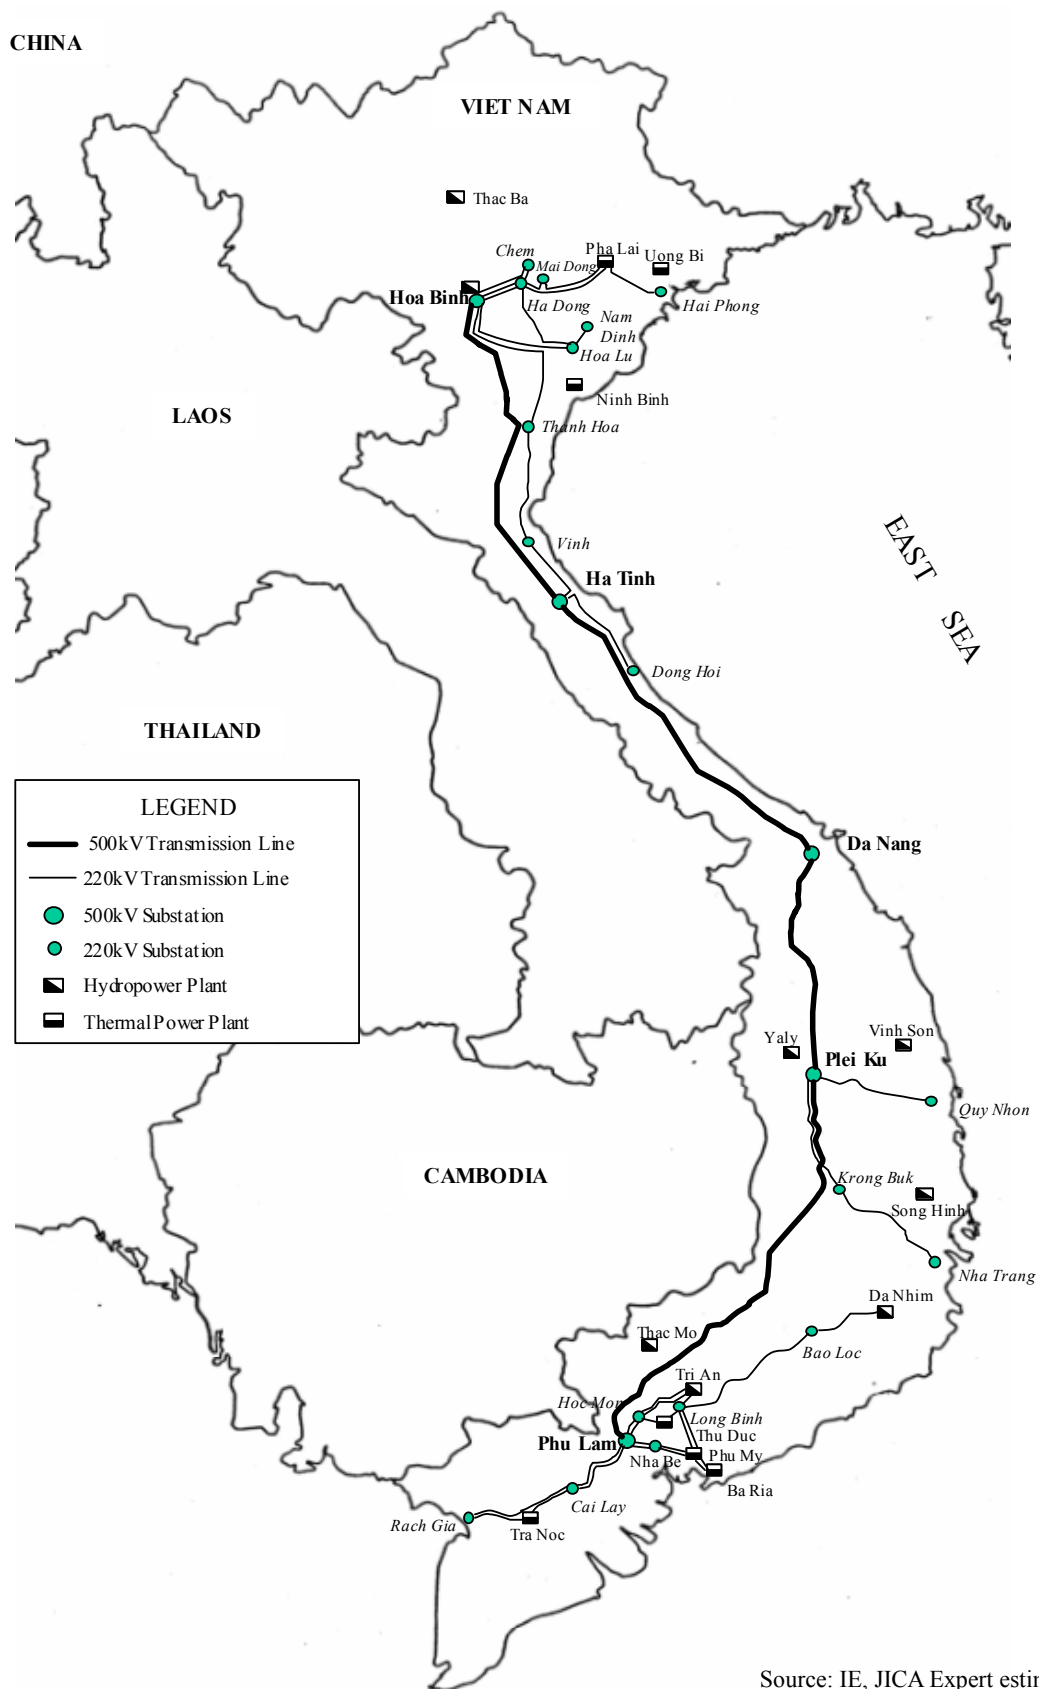 CHINA
VIET NAM
Thac Ba
Chem
Mai Dong
Pha Lai
Uong Bi
Hoa Binh
Ha Dong
Hai Phong
Nam
Dinh
Hoa Lu
Ninh Binh
LAOS
Thanh Hoa
Vinh
EAST SEA
Ha Tinh
Dong Hoi
THAILAND
LEGEND
500kV Transmission Line
220kV Transmission Line
500kV Substation
220kV Substation
Hydropower Plant
Thermal Power Plant
Da Nang
Yaly
Vinh Son
Plei Ku
Quy Nhon
CAMBODIA
Krong Buk
Song Hinh
Nha Trang
Da Nhim
Thac Mo
Bao Loc
Tri An
Hoc Mon
Long Binh
Thu Duc
Phu Lam
Nha Be
Phu My
Ba Ria
Cai Lay
Rach Gia
Tra Noc
Source: IE, JICA Expert estim